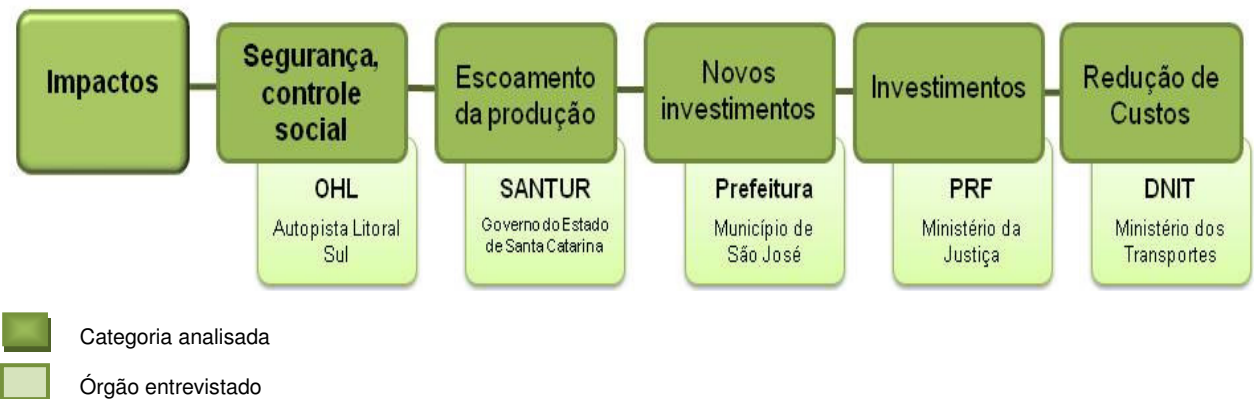 Impactos
Segurança,
controle
social
OHL
Autopista Litoral
Sul
Escoamento
da produção
SANTUR
Governo do Estado
de Santa Catarina
Novos
investimentos
Prefeitura
Município de
São José
Investimentos
PRF
Ministério da
Justiça
Redução de
Custos
DNIT
Ministério dos
Transportes
Categoria analisada
Órgão entrevistado